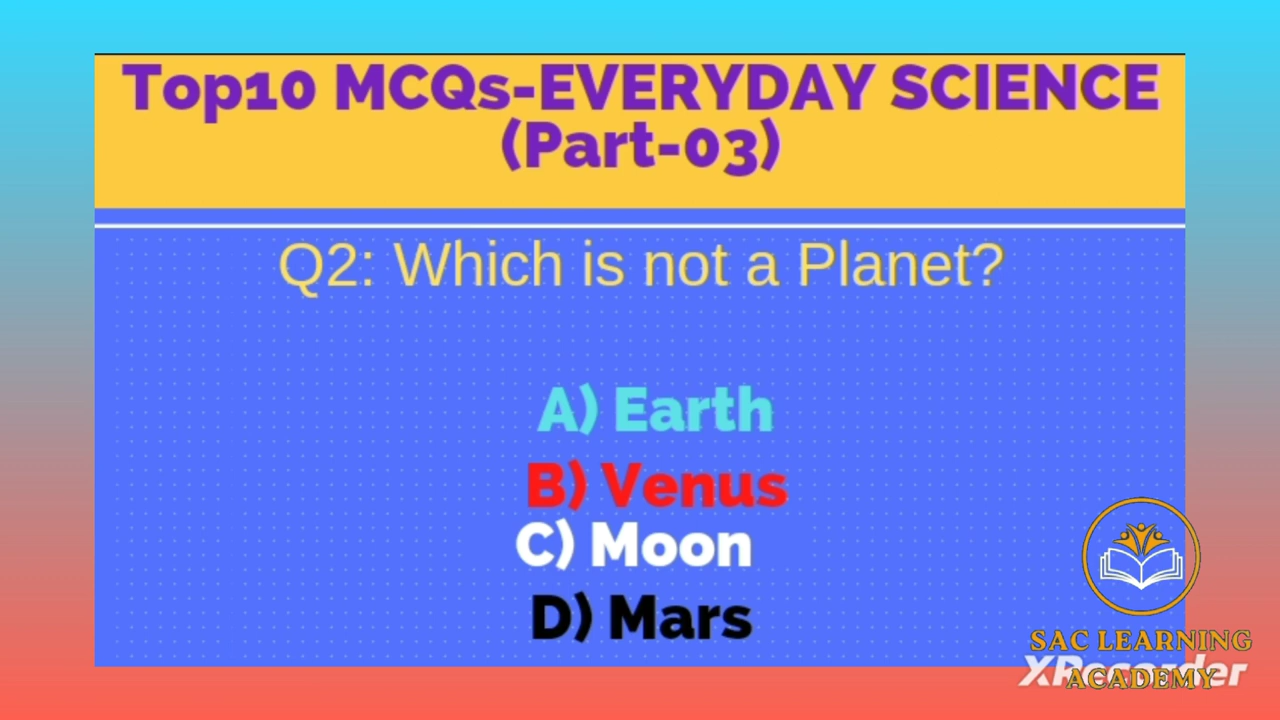 Top10 MCQs-EVERYDAY SCIENCE
(Part-03)
Q2: Which is not a Planet?
A) Earth
B) Venus
C) Moon
D) Mars
SAC LEARNING
XRecorder
ACADEMY